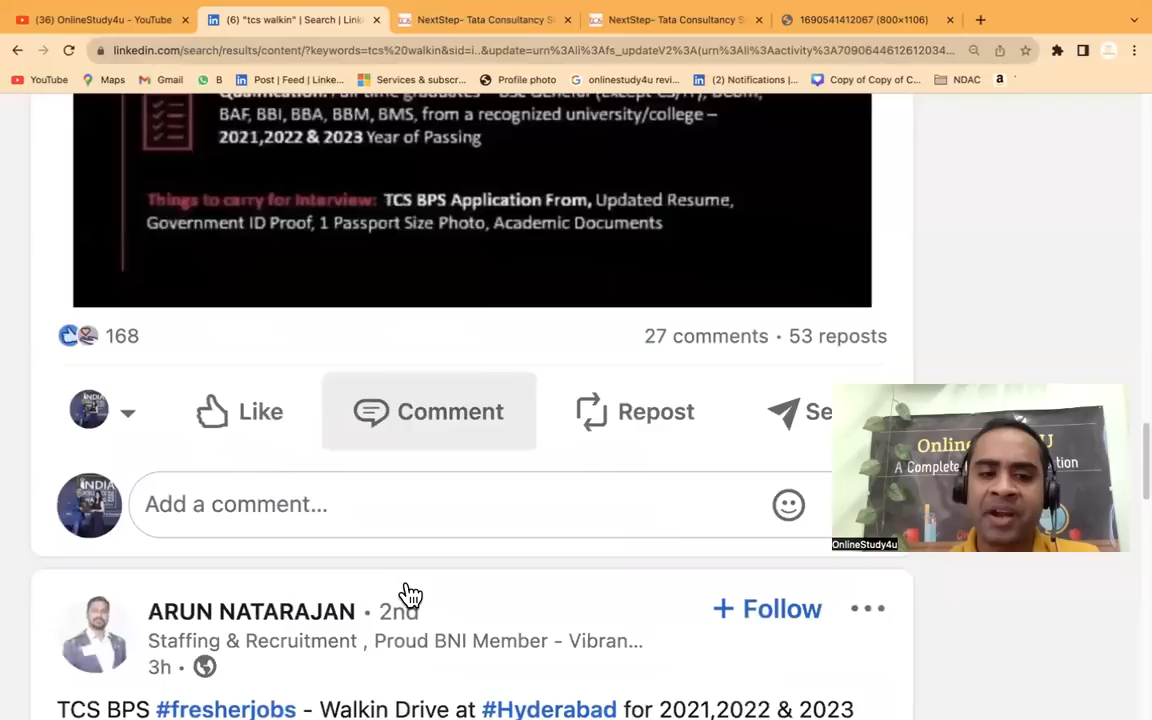 (36) OnlineStudy4u - YouTube
(6) "tcs walkin" | Search | Link
NextStep- Tata Consultancy S
NextStep- Tata Consultancy S
1690541412067 (800×1106)
linkedin.com/search/results/content/?keywords=tcs%20walkin&sid=i..&update=urn%3Ali%3Afs_updateV2%3A(urn%3Ali%3Aactivity%3A7090644612612034...
YouTube
Maps
Gmail
B
Post | Feed | Linke...
Services & subscr...
Profile photo
onlinestudy4u revi...
(2) Notifications |...
Copy of Copy of C...
NDAC
BAF, BBI, BBA, BBM, BMS, from a recognized university/college –
2021,2022 & 2023 Year of Passing
Things to carry for Interview: TCS BPS Application From, Updated Resume,
Government ID Proof, 1 Passport Size Photo, Academic Documents
168
27 comments • 53 reposts
Like
Comment
Repost
Se
Add a comment...
OnlineStudy4u
ARUN NATARAJAN • 2nd
+ Follow
Staffing & Recruitment , Proud BNI Member - Vibran...
3h •
TCS BPS #fresherjobs - Walkin Drive at #Hyderabad for 2021,2022 & 2023